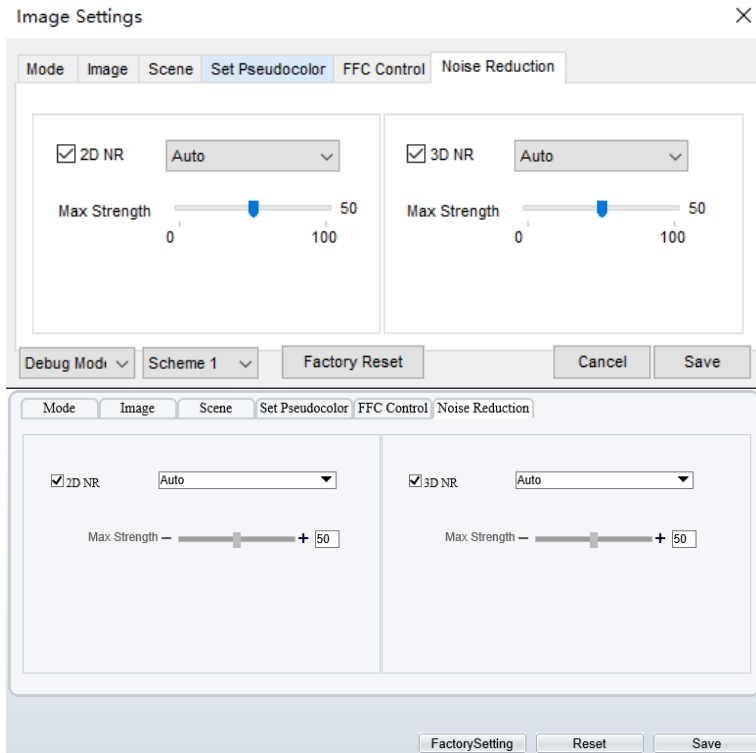 Image Settings
Mode Image Scene Set Pseudocolor FFC Control Noise Reduction
2D NR Auto 3D NR Auto
Max Strength 50 Max Strength 50
0 100 0 100
Debug Mod Scheme 1 Factory Reset Cancel Save
Mode Image Scene Set Pseudocolor FFC Control Noise Reduction
2D NR Auto 3D NR Auto
Max Strength − + 50 Max Strength − + 50
FactorySetting Reset Save